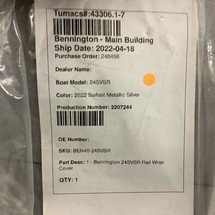 Tumacs#:43306.1-7
Bennington - Main Building
Ship Date: 2022-04-18
Purchase Order: 248456
Dealer Name:
Boat Model: 24SVSR
Color: 2022 Surfast Metallic Silver
Production Number: 2207244
OE Number:
SKU: BEN40-24SVSR
Part Desc: 1 - Bennington 24SVSR Rail Wrap
Cover
QTY: 1